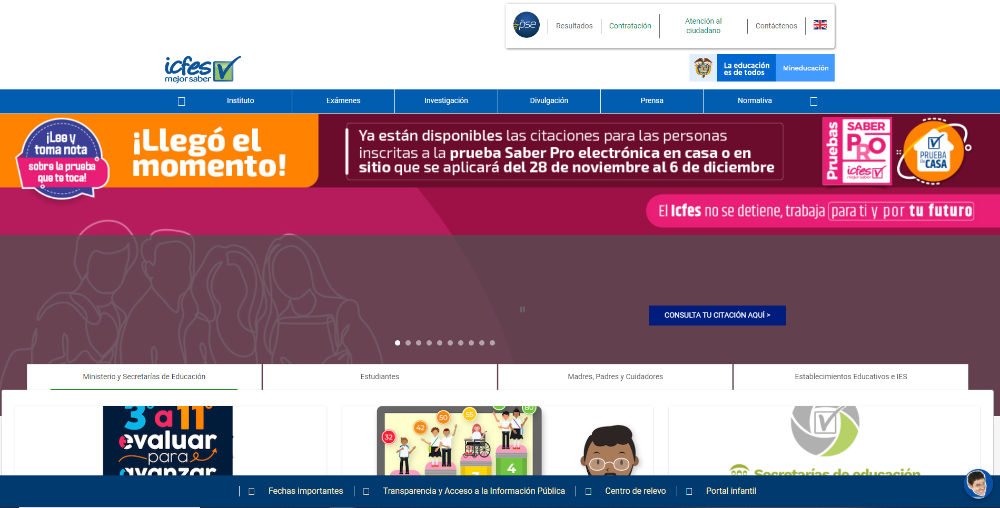 pse
Resultados
Contratación
Atención al
ciudadano
Contáctenos
icfes
mejor saber
La educación
es de todos
Mineducación
Instituto
Exámenes
Investigación
Divulgación
Prensa
Normativa
¡Lee y
toma nota
sobre la prueba
que te toca!
¡Llegó el
momento!
Ya están disponibles las citaciones para las personas
inscritas a la prueba Saber Pro electrónica en casa o en
sitio que se aplicará del 28 de noviembre al 6 de diciembre
Pruebas
SABER
PRO
icfes
mejor saber
PRUEBA
EN CASA
El Icfes no se detiene, trabaja para ti y por tu futuro
CONSULTA TU CITACIÓN AQUÍ >
Ministerio y Secretarías de Educación
Estudiantes
Madres, Padres y Cuidadores
Establecimientos Educativos e IES
3° a 11°
evaluar
para
avanzar
32
42
50
55
80
3
4
Secretarías de educación
Fechas importantes
Transparencia y Acceso a la Información Pública
Centro de relevo
Portal infantil